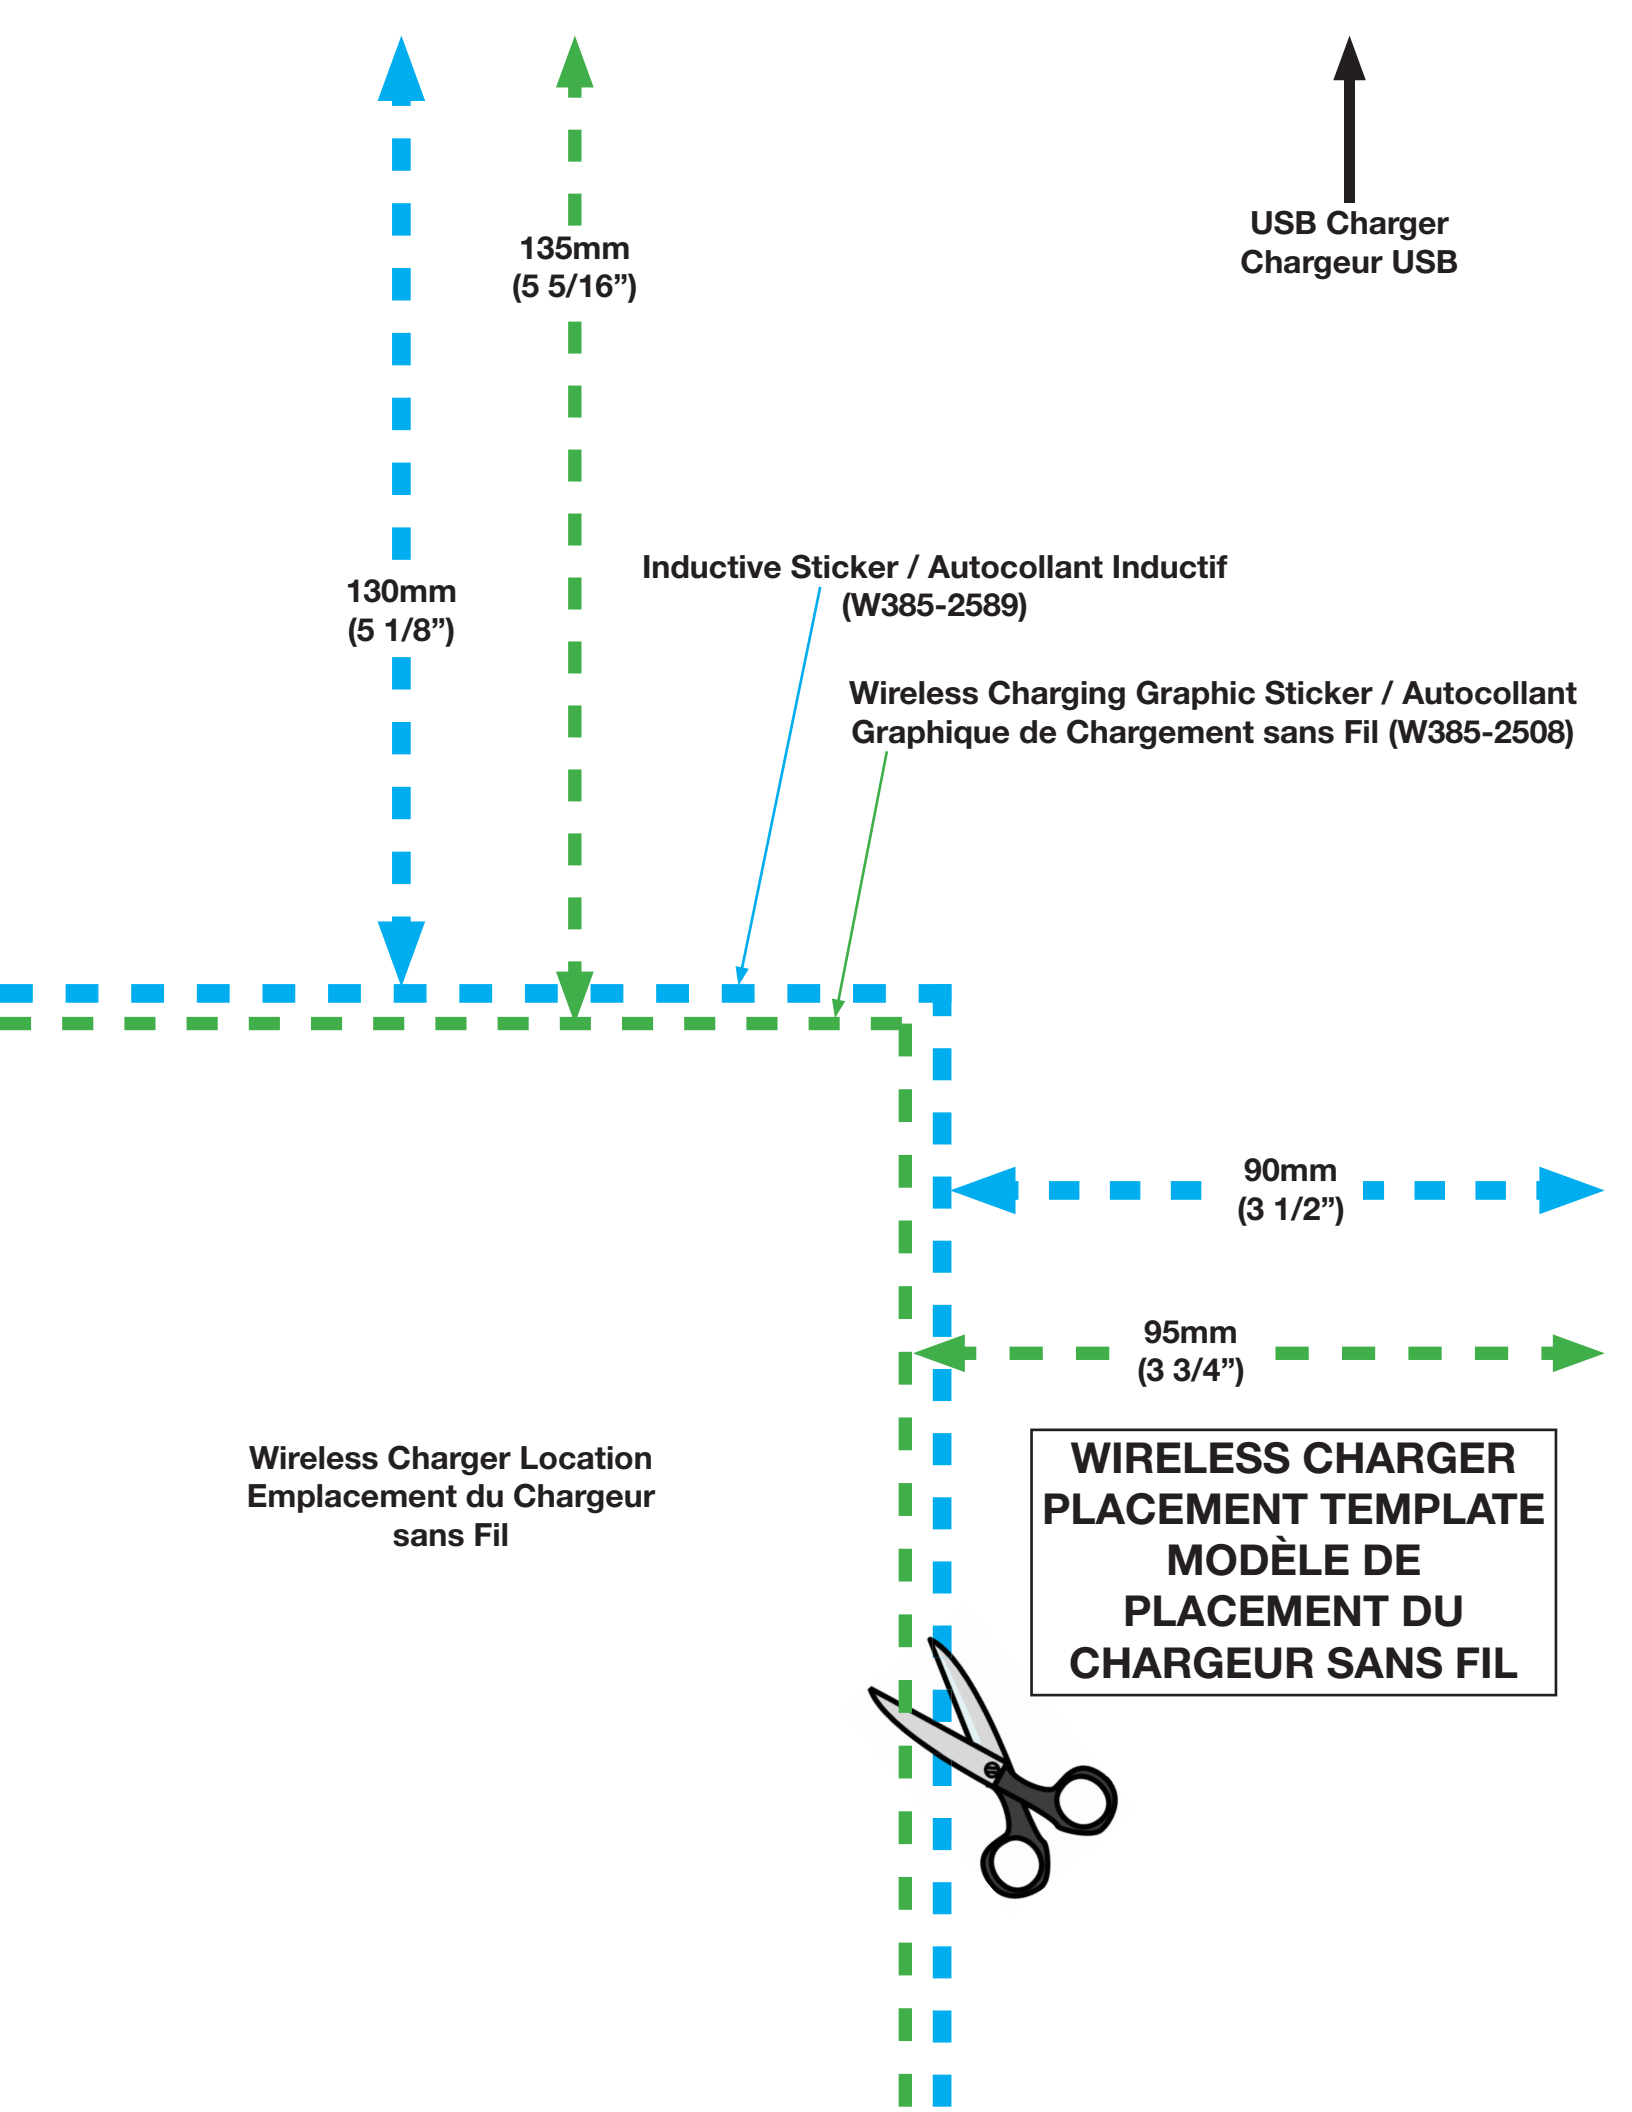 USB Charger
Chargeur USB
135mm
(5 5/16”)
130mm
(5 1/8”)
Inductive Sticker / Autocollant Inductif
(W385-2589)
Wireless Charging Graphic Sticker / Autocollant
Graphique de Chargement sans Fil (W385-2508)
90mm
(3 1/2”)
95mm
(3 3/4”)
Wireless Charger Location
Emplacement du Chargeur
sans Fil
WIRELESS CHARGER
PLACEMENT TEMPLATE
MODÈLE DE
PLACEMENT DU
CHARGEUR SANS FIL